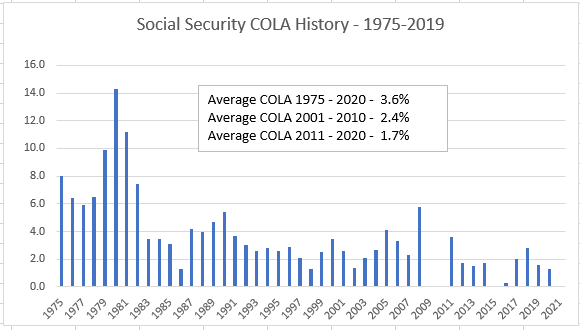 Social Security COLA History - 1975-2019
16.0
14.0
12.0
10.0
8.0
6.0
4.0
2.0
0.0
Average COLA 1975 - 2020 -  3.6%
Average COLA 2001 - 2010 -  2.4%
Average COLA 2011 - 2020 -  1.7%
1975 1977 1979 1981 1983 1985 1987 1989 1991 1993 1995 1997 1999 2001 2003 2005 2007 2009 2011 2013 2015 2017 2019 2021